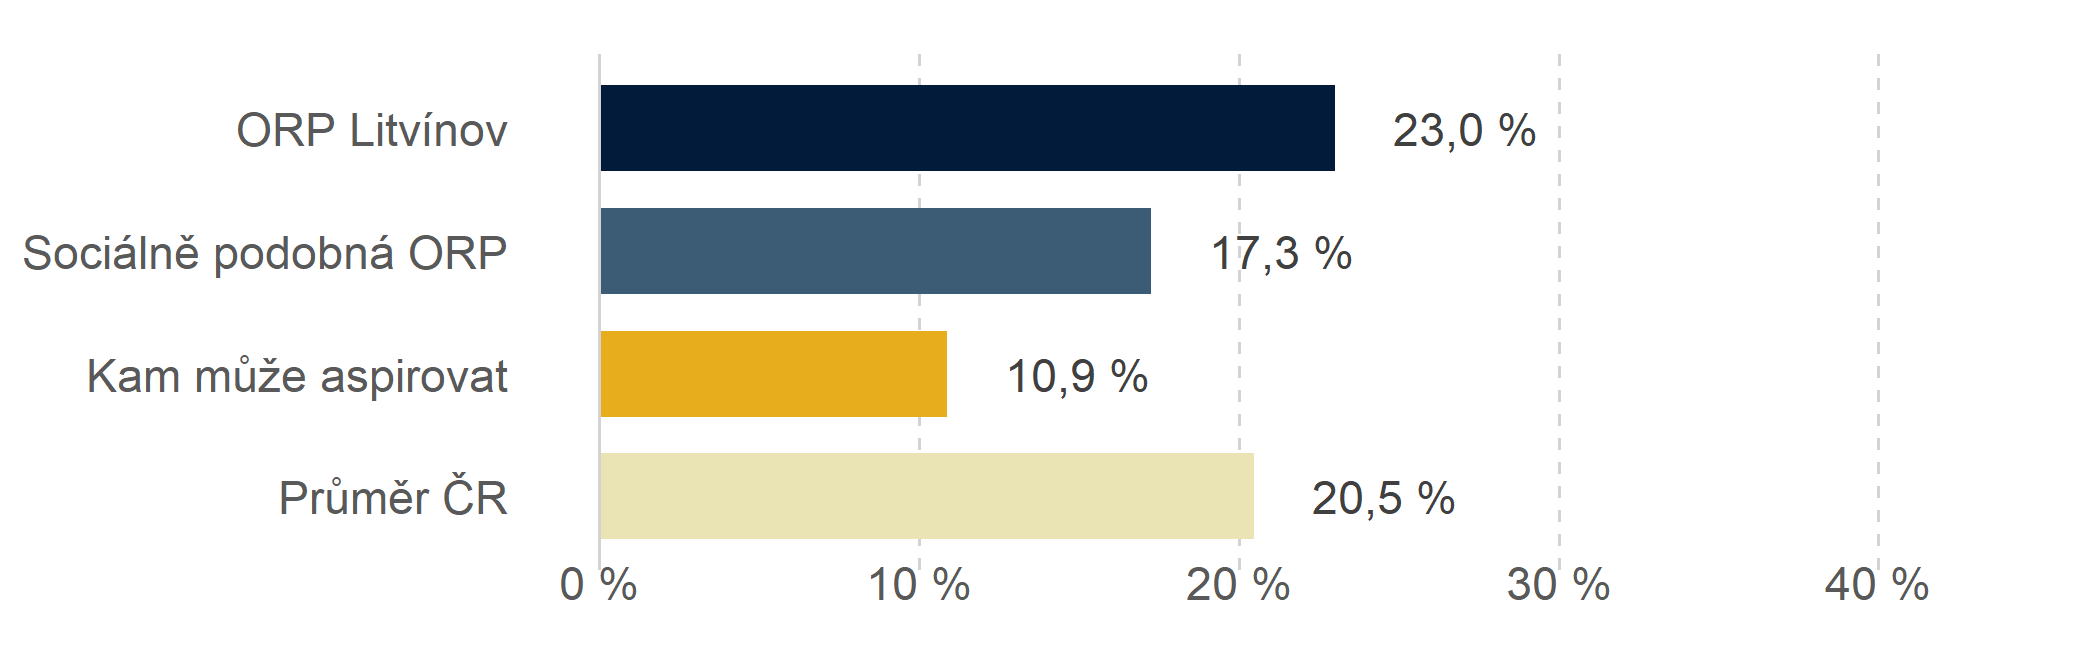 ORP Litvínov
23,0 %
Sociálně podobná ORP
17,3 %
Kam může aspirovat
10,9 %
Průměr ČR
20,5 %
0 %
10 %
20 %
30 %
40 %